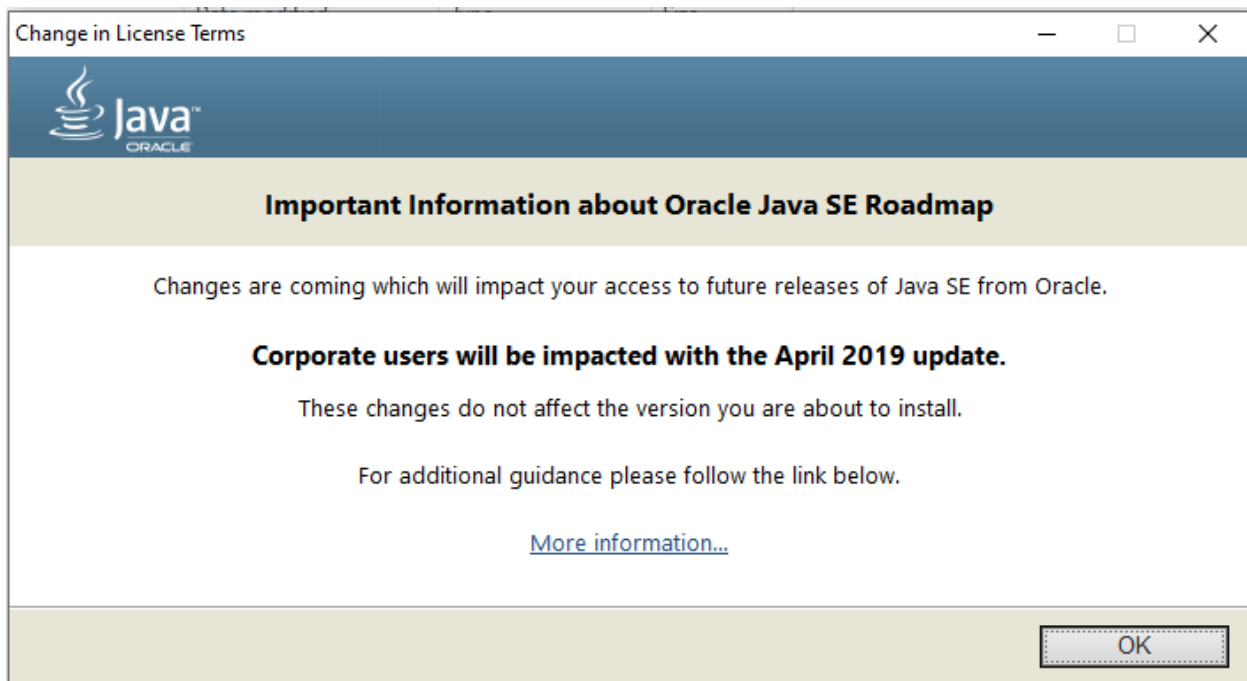 Change in License Terms
Java™
ORACLE
Important Information about Oracle Java SE Roadmap
Changes are coming which will impact your access to future releases of Java SE from Oracle.
Corporate users will be impacted with the April 2019 update.
These changes do not affect the version you are about to install.
For additional guidance please follow the link below.
More information...
OK